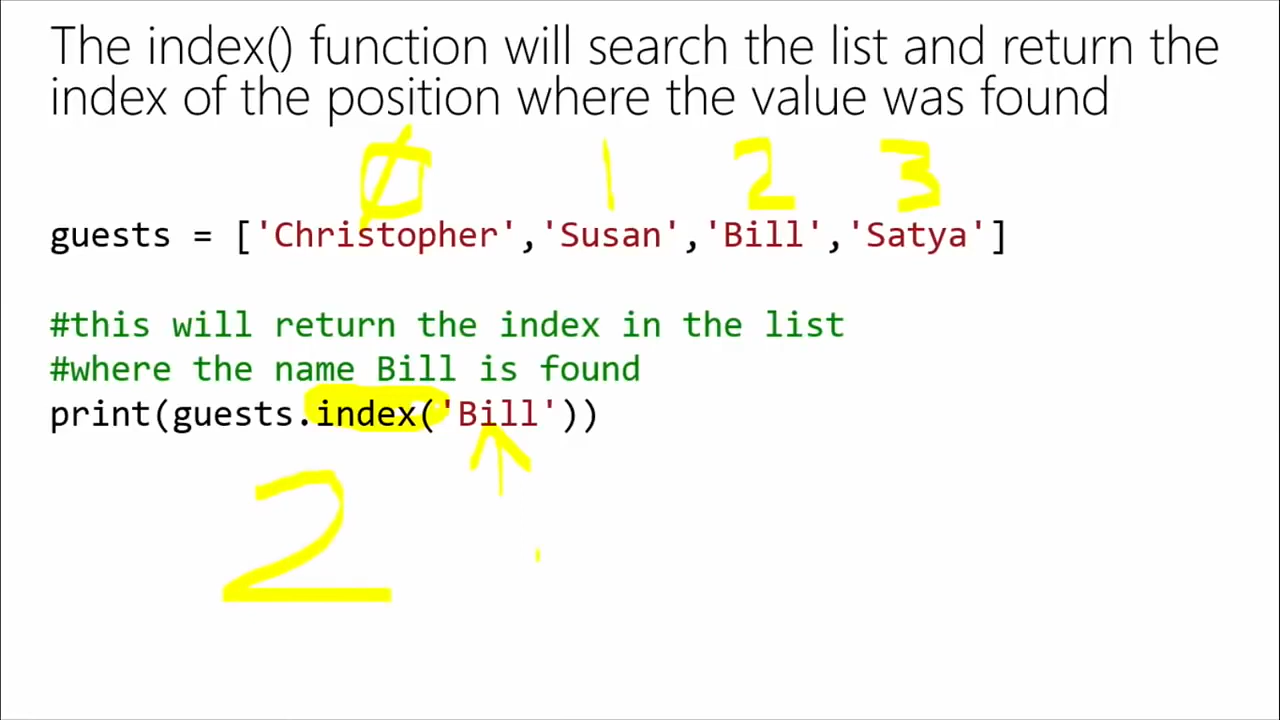 The index() function will search the list and return the
index of the position where the value was found
0 1 2 3
guests = ['Christopher','Susan','Bill','Satya']
#this will return the index in the list
#where the name Bill is found
print(guests.index('Bill'))
2